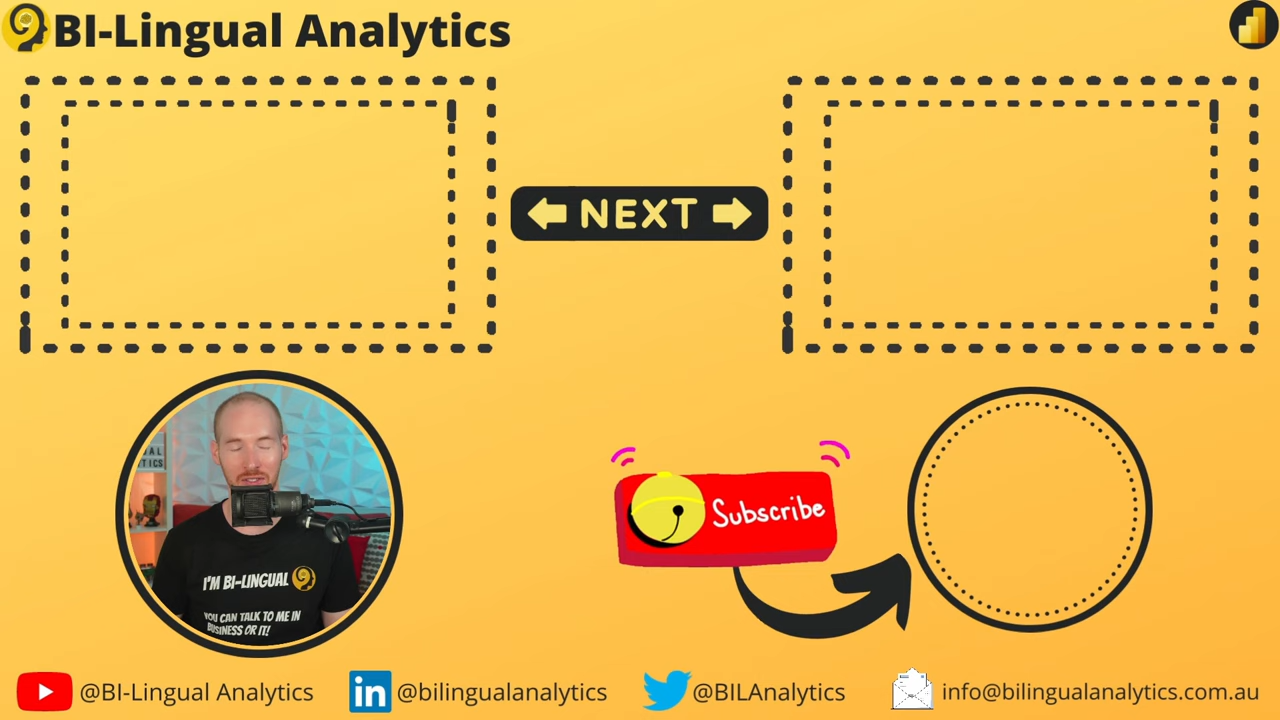 BI-Lingual Analytics
NEXT
I'M BI-LINGUAL
YOU CAN TALK TO ME IN
BUSINESS OR IT!
Subscribe
@BI-Lingual Analytics
@bilingualanalytics
@BILAnalytics
info@bilingualanalytics.com.au